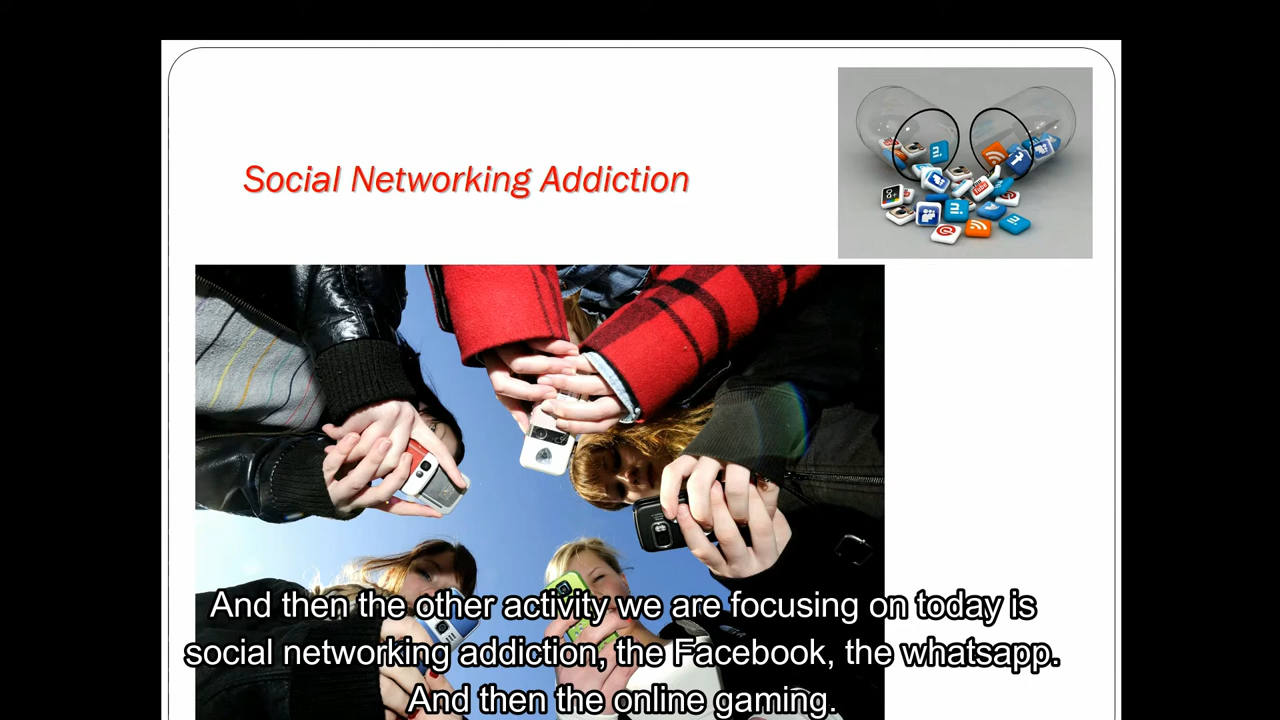 Social Networking Addiction
And then the other activity we are focusing on today is
social networking addiction, the Facebook, the whatsapp.
And then the online gaming.